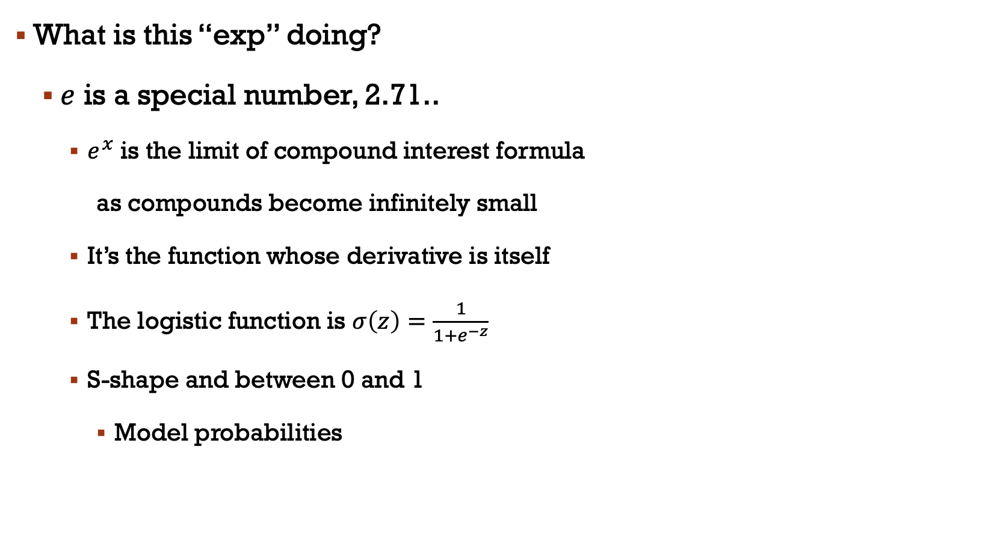 ▪ What is this “exp” doing?
▪ 𝑒 is a special number, 2.71..
▪ 𝑒ˣ is the limit of compound interest formula
as compounds become infinitely small
▪ It’s the function whose derivative is itself
▪ The logistic function is 𝜎(𝑧) = 1/(1+𝑒^−𝑧)
▪ S-shape and between 0 and 1
▪ Model probabilities